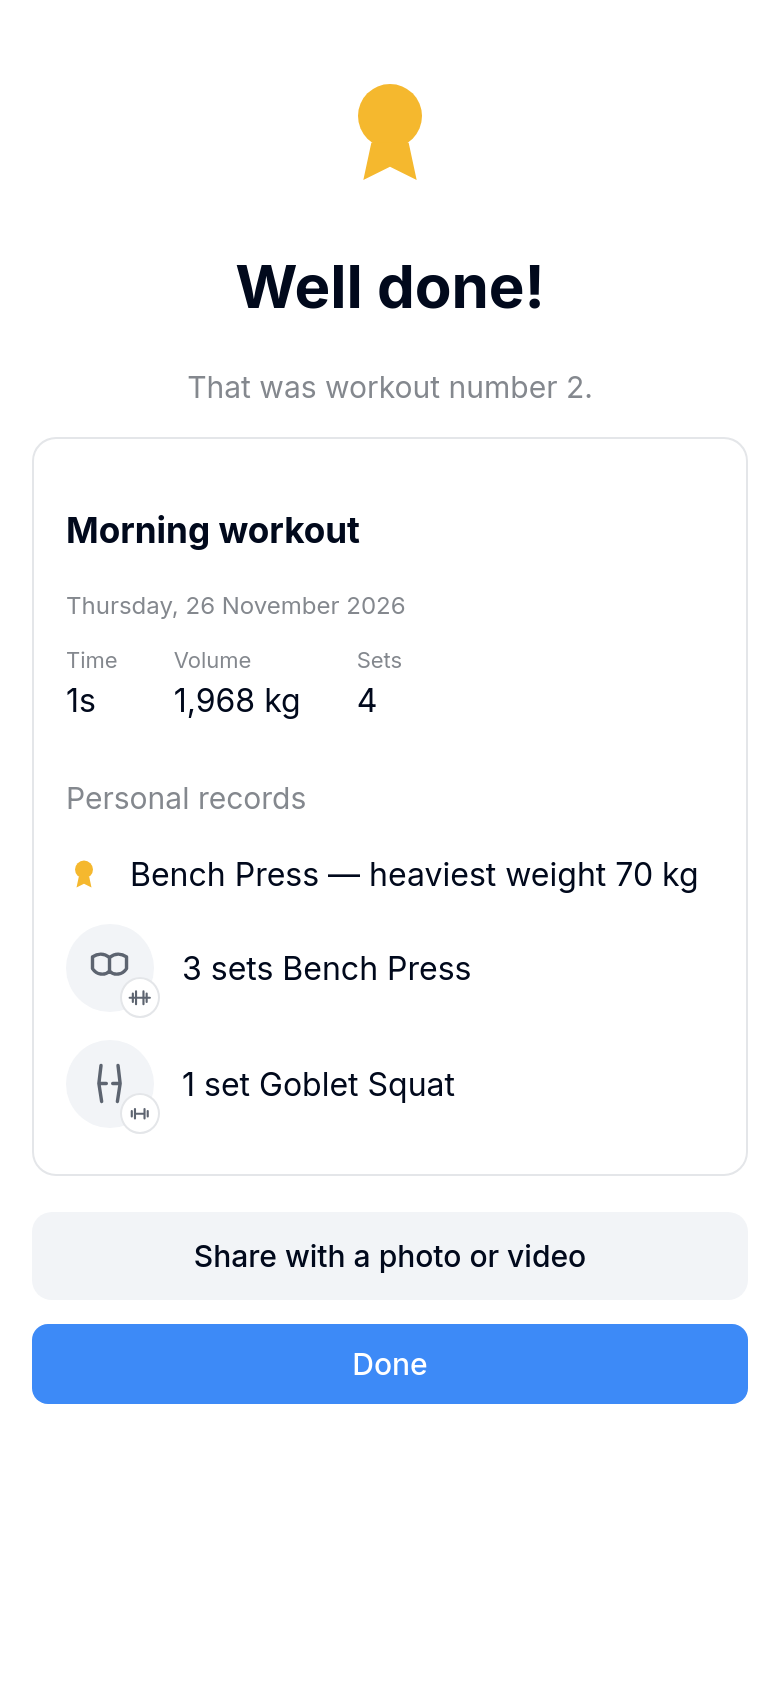 Well done!
That was workout number 2.
Morning workout
Thursday, 26 November 2026
Time Volume Sets
1s 1,968 kg 4
Personal records
Bench Press — heaviest weight 70 kg
3 sets Bench Press
1 set Goblet Squat
Share with a photo or video
Done